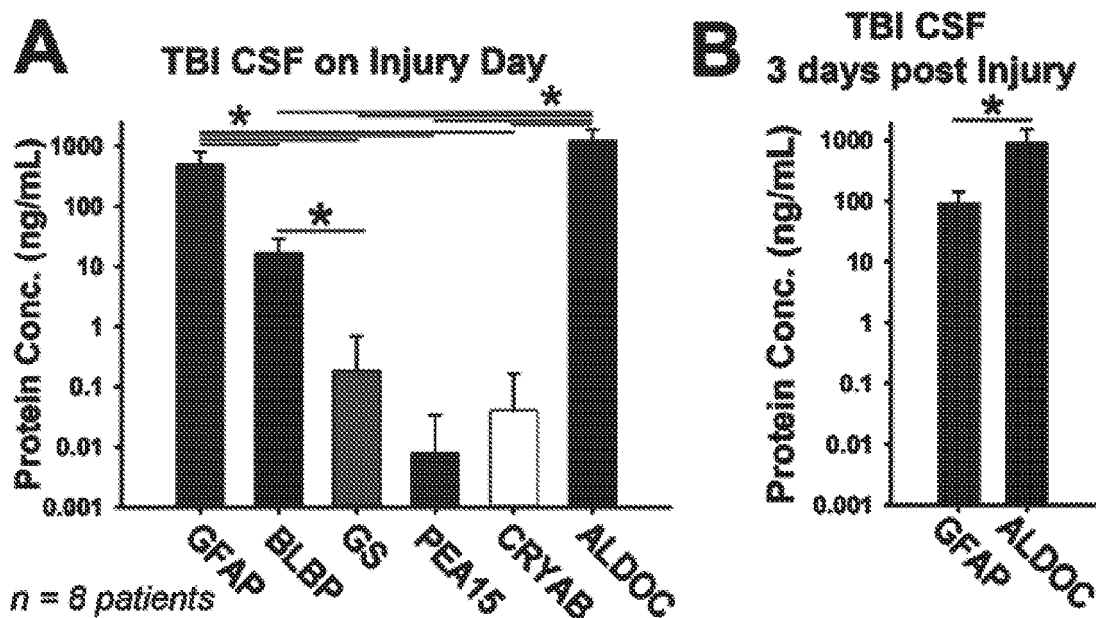 A
TBI CSF on Injury Day
*
*
*
Protein Conc. (ng/mL)
1000
100
10
1
0.1
0.01
0.001
GFAP
BLBP
GS
PEA15
CRYAB
ALDOC
n = 8 patients
B
TBI CSF
3 days post Injury
*
Protein Conc. (ng/mL)
1000
100
10
1
0.1
0.01
0.001
GFAP
ALDOC